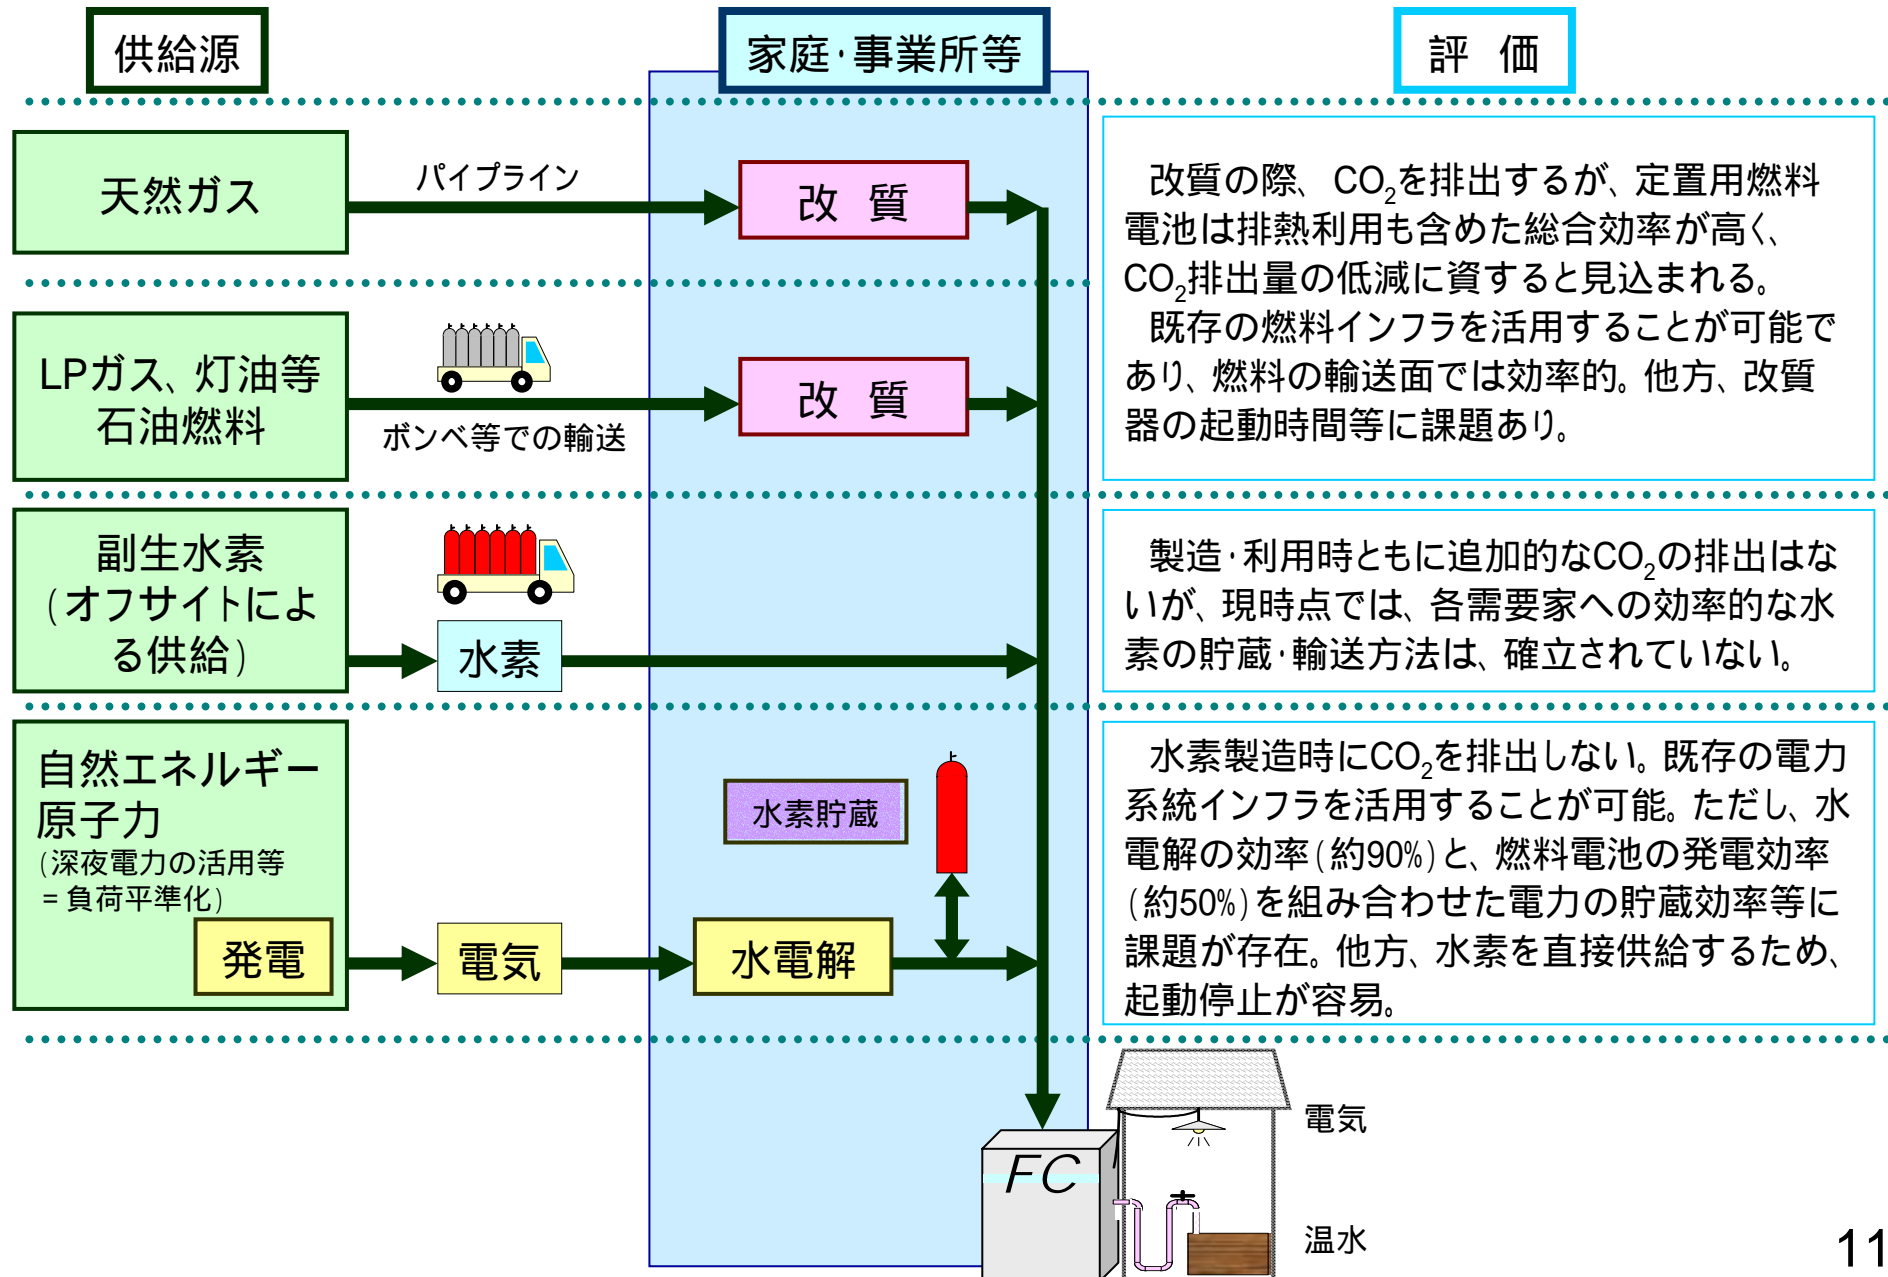 供給源
家庭・事業所等
評 価
天然ガス
パイプライン
改 質
改質の際、CO₂を排出するが、定置用燃料
電池は排熱利用も含めた総合効率が高く、
CO₂排出量の低減に資すると見込まれる。
既存の燃料インフラを活用することが可能で
あり、燃料の輸送面では効率的。他方、改質
器の起動時間等に課題あり。
LPガス、灯油等
石油燃料
ボンベ等での輸送
改 質
副生水素
(オフサイトによ
る供給)
水素
製造・利用時ともに追加的なCO₂の排出はな
いが、現時点では、各需要家への効率的な水
素の貯蔵・輸送方法は、確立されていない。
自然エネルギー
原子力
(深夜電力の活用等
=負荷平準化)
発電
電気
水電解
水素貯蔵
水素製造時にCO₂を排出しない。既存の電力
系統インフラを活用することが可能。ただし、水
電解の効率(約90%)と、燃料電池の発電効率
(約50%)を組み合わせた電力の貯蔵効率等に
課題が存在。他方、水素を直接供給するため、
起動停止が容易。
FC
電気
温水
11